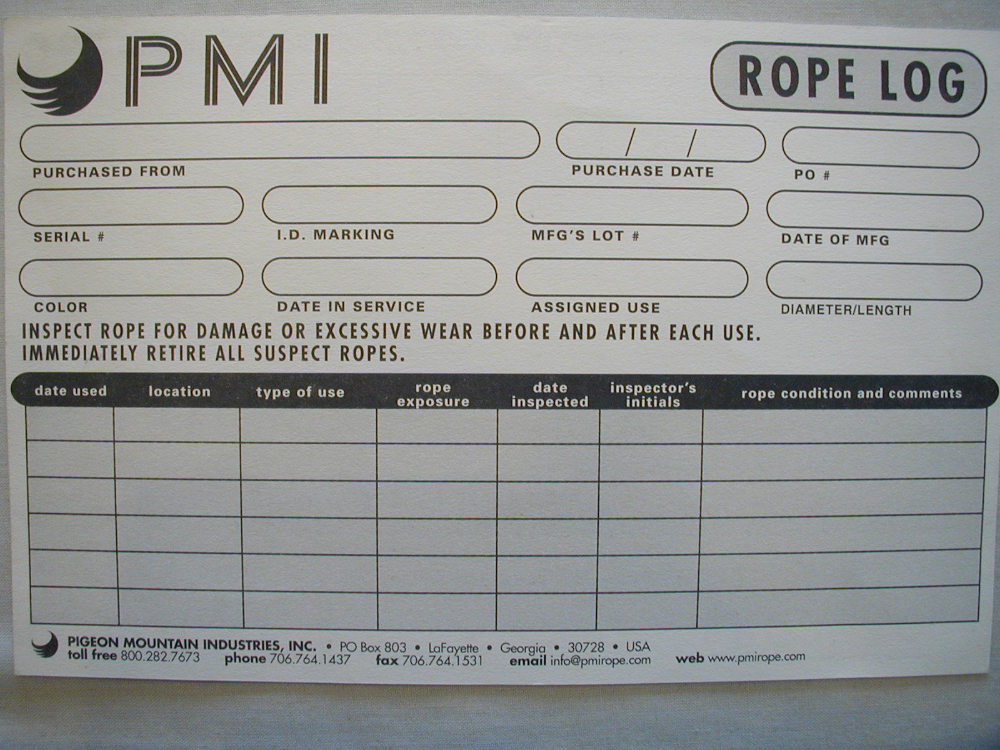 PMI
ROPE LOG
/ /
PURCHASED FROM PURCHASE DATE PO #
SERIAL # I.D. MARKING MFG'S LOT # DATE OF MFG
COLOR DATE IN SERVICE ASSIGNED USE DIAMETER/LENGTH
INSPECT ROPE FOR DAMAGE OR EXCESSIVE WEAR BEFORE AND AFTER EACH USE.
IMMEDIATELY RETIRE ALL SUSPECT ROPES.
date used location type of use rope exposure date inspected inspector's initials rope condition and comments
PIGEON MOUNTAIN INDUSTRIES, INC. • PO Box 803 • LaFayette • Georgia • 30728 • USA
toll free 800.282.7673 phone 706.764.1437 fax 706.764.1531 email info@pmirope.com web www.pmirope.com